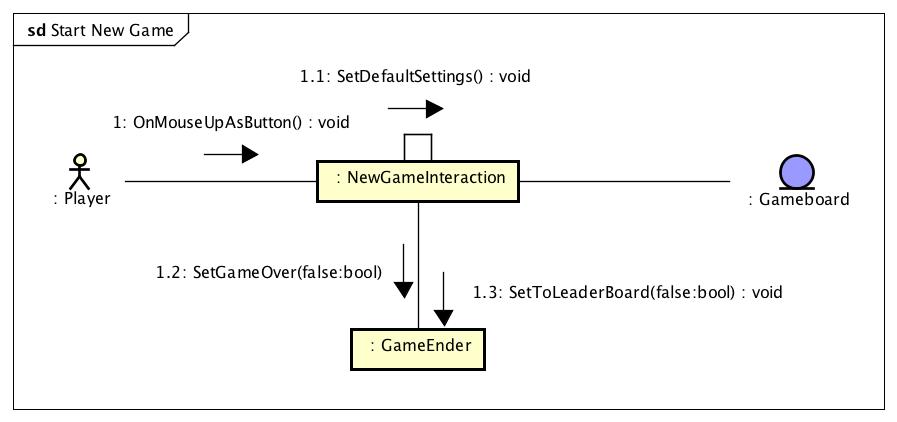 sd Start New Game
1.1: SetDefaultSettings() : void
1: OnMouseUpAsButton() : void
: Player
: NewGameInteraction
: Gameboard
1.2: SetGameOver(false:bool)
1.3: SetToLeaderBoard(false:bool) : void
: GameEnder